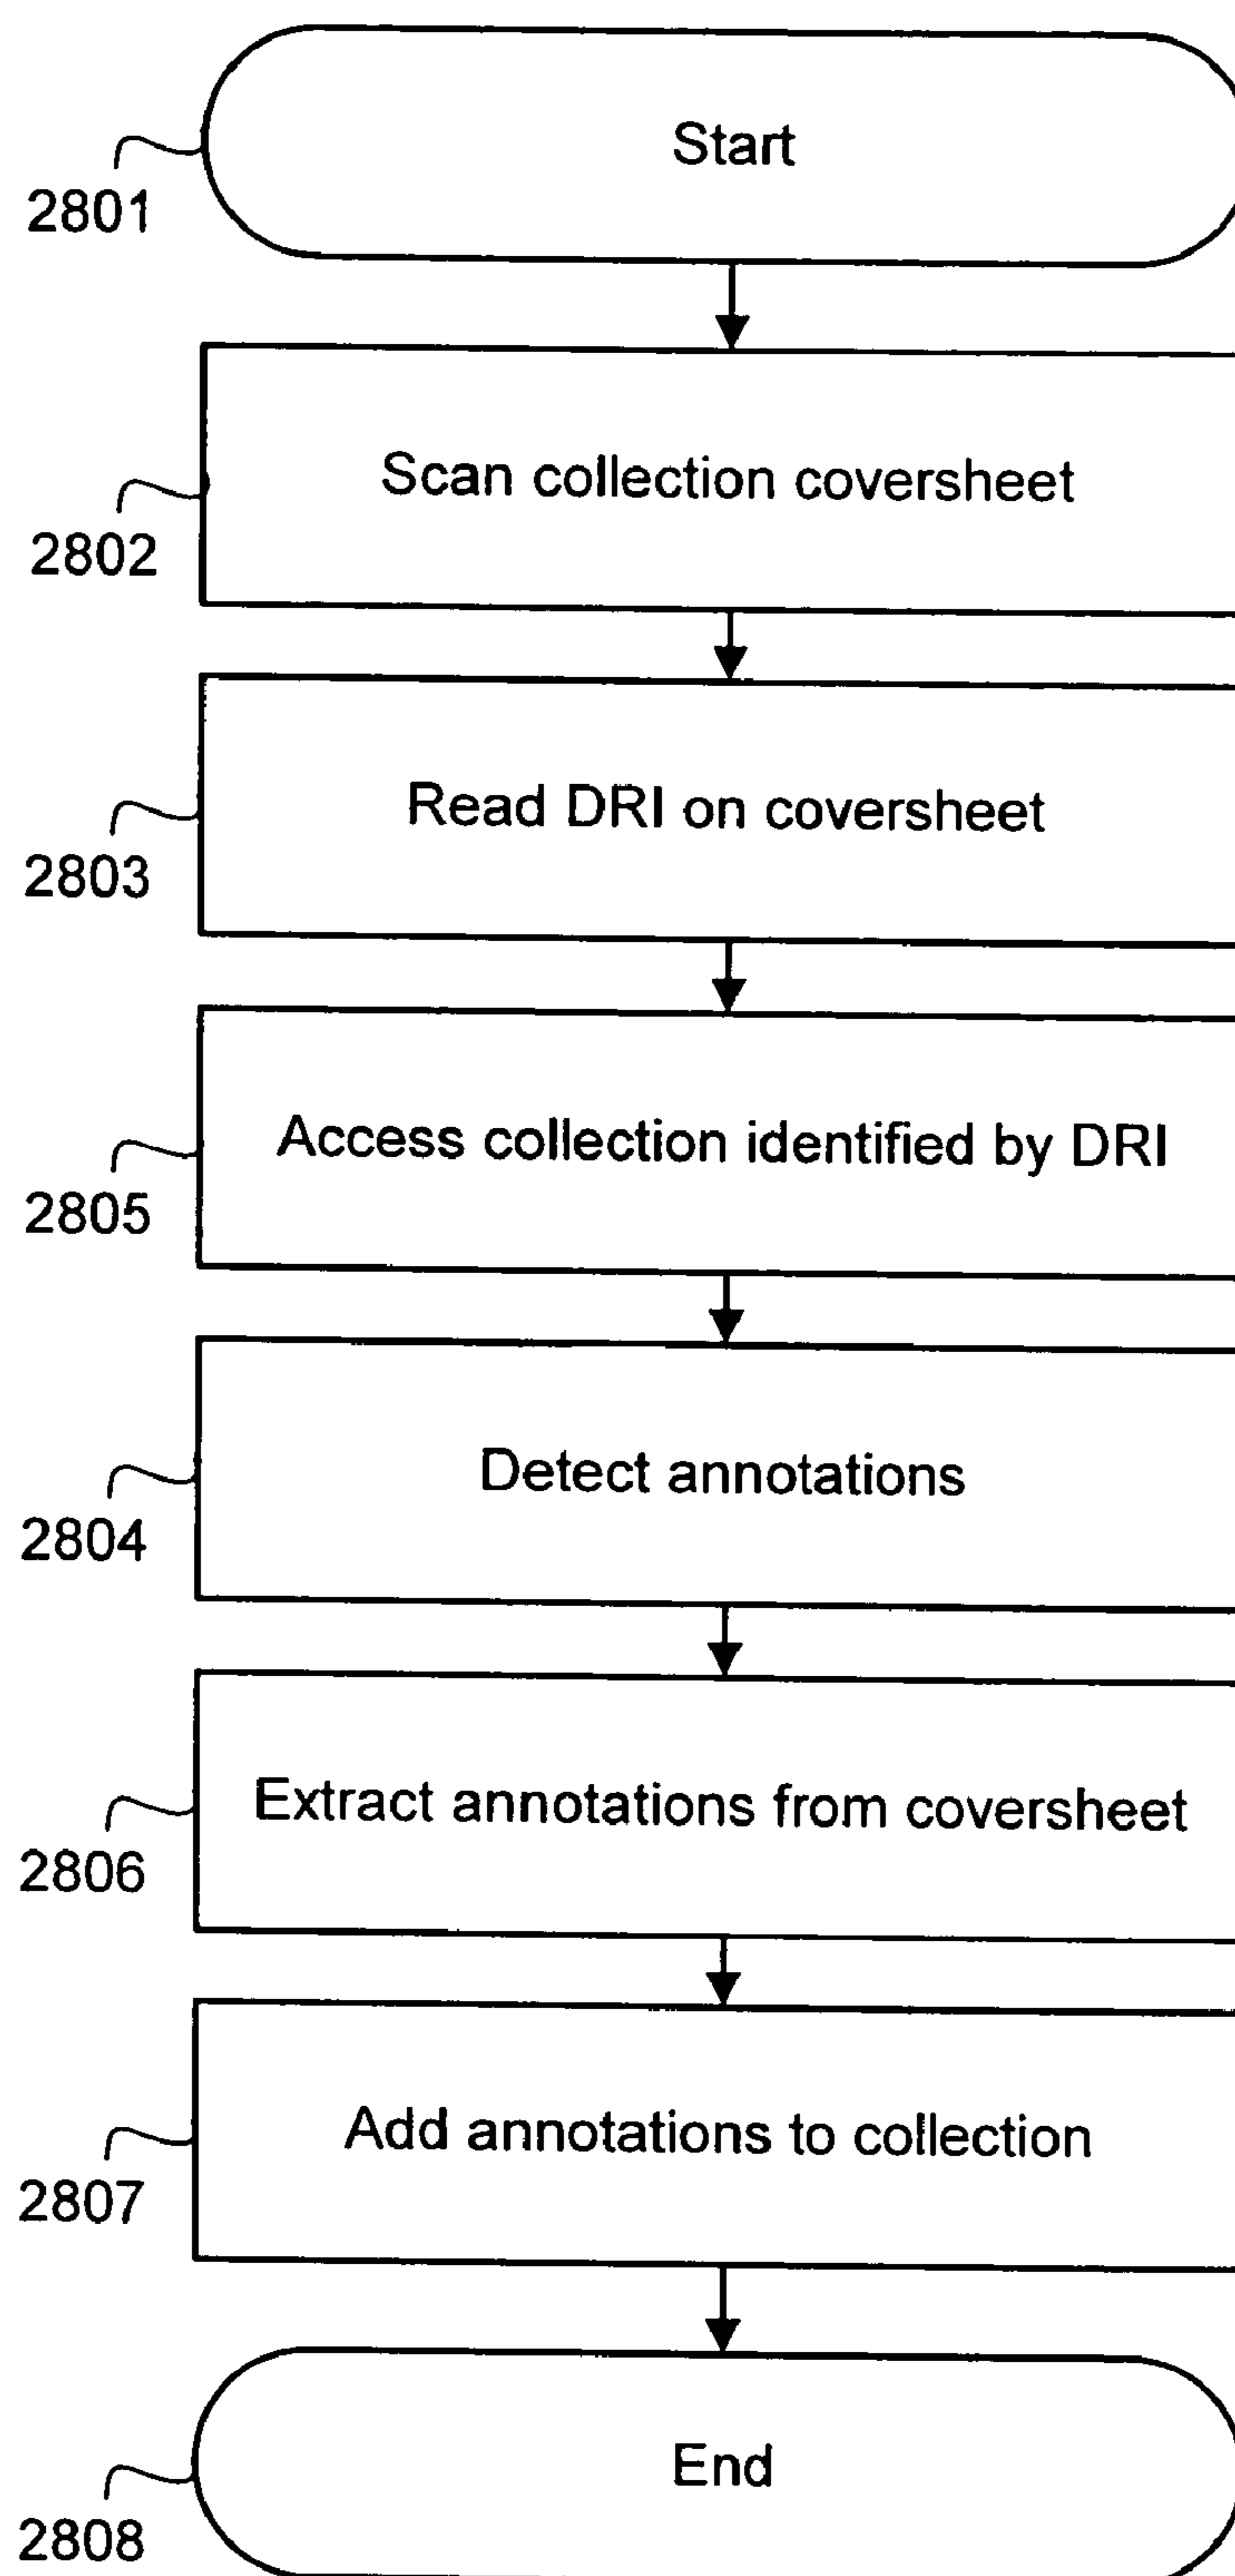 Start
2801
Scan collection coversheet
2802
Read DRI on coversheet
2803
Access collection identified by DRI
2805
Detect annotations
2804
Extract annotations from coversheet
2806
Add annotations to collection
2807
End
2808